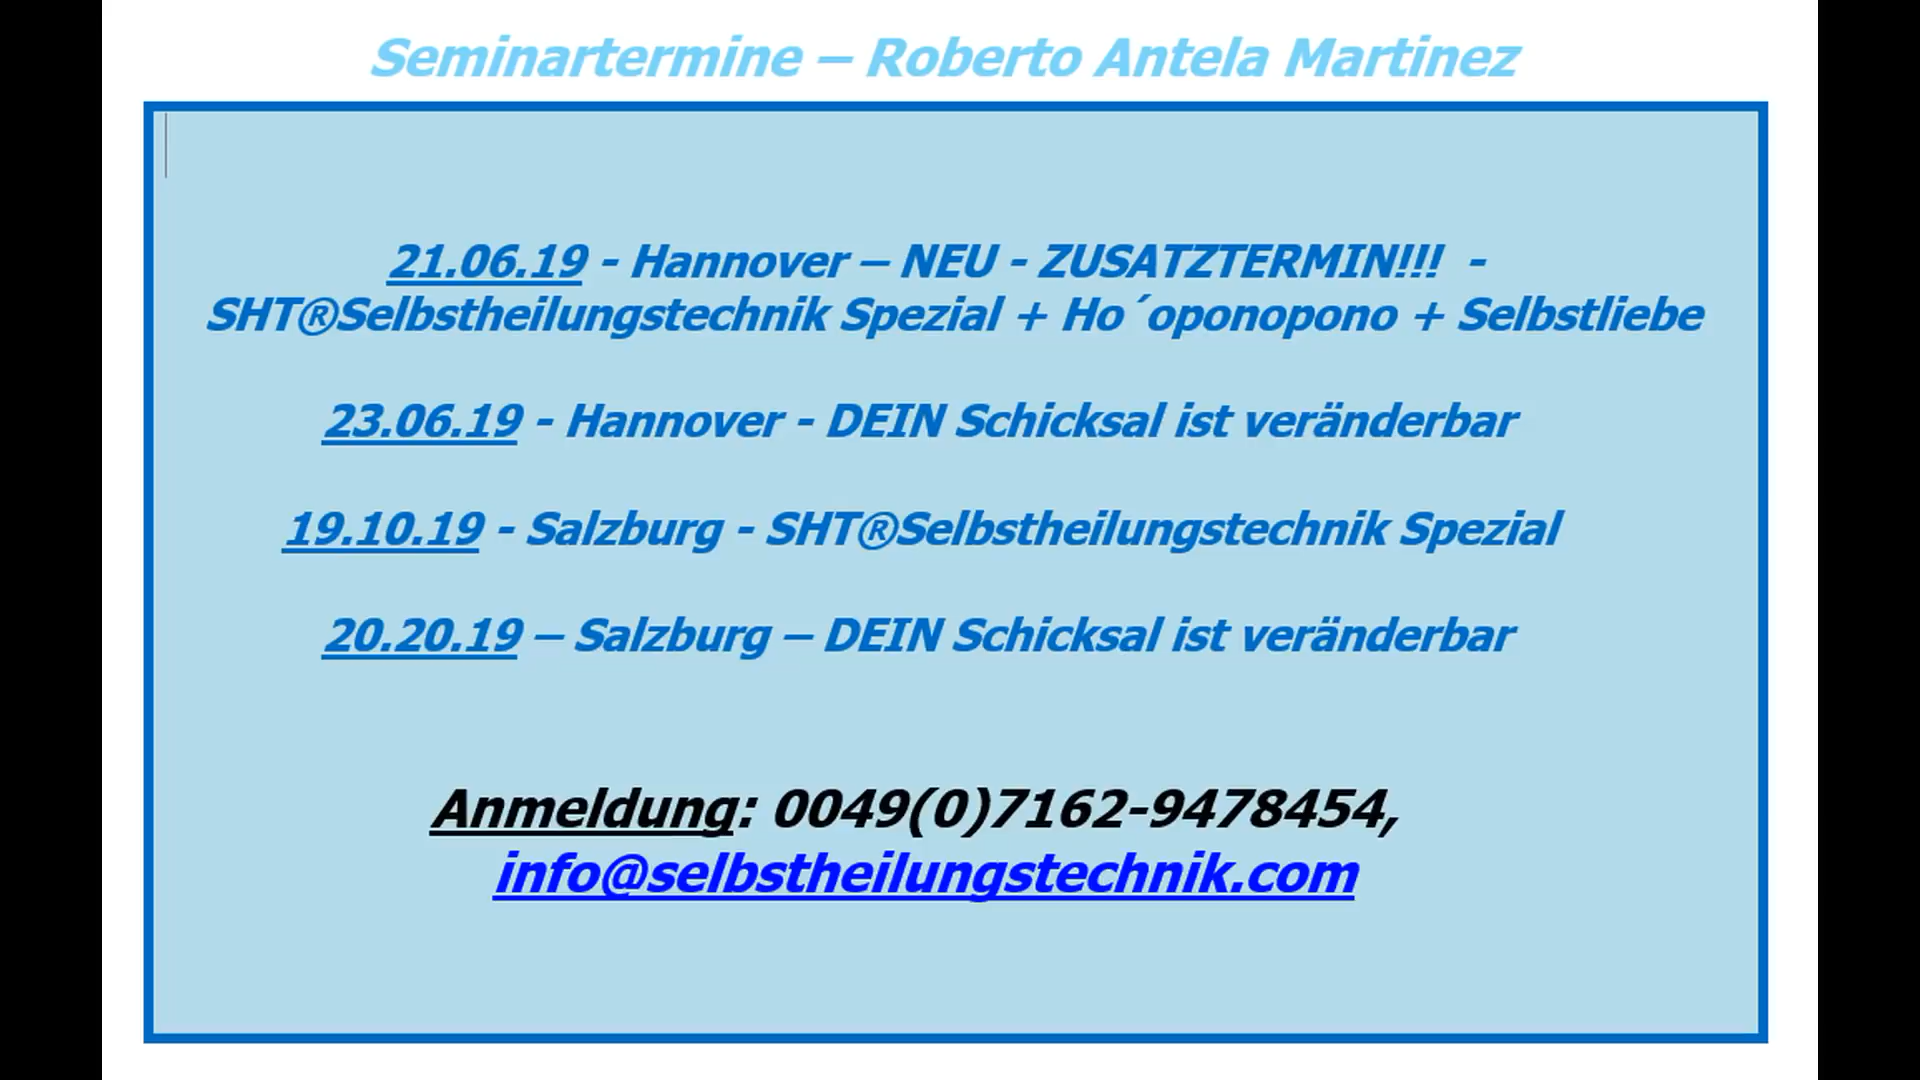 Seminartermine – Roberto Antela Martinez
21.06.19 - Hannover – NEU - ZUSATZTERMIN!!! -
SHT®Selbstheilungstechnik Spezial + Ho´oponopono + Selbstliebe
23.06.19 - Hannover - DEIN Schicksal ist veränderbar
19.10.19 - Salzburg - SHT®Selbstheilungstechnik Spezial
20.20.19 – Salzburg – DEIN Schicksal ist veränderbar
Anmeldung: 0049(0)7162-9478454,
info@selbstheilungstechnik.com